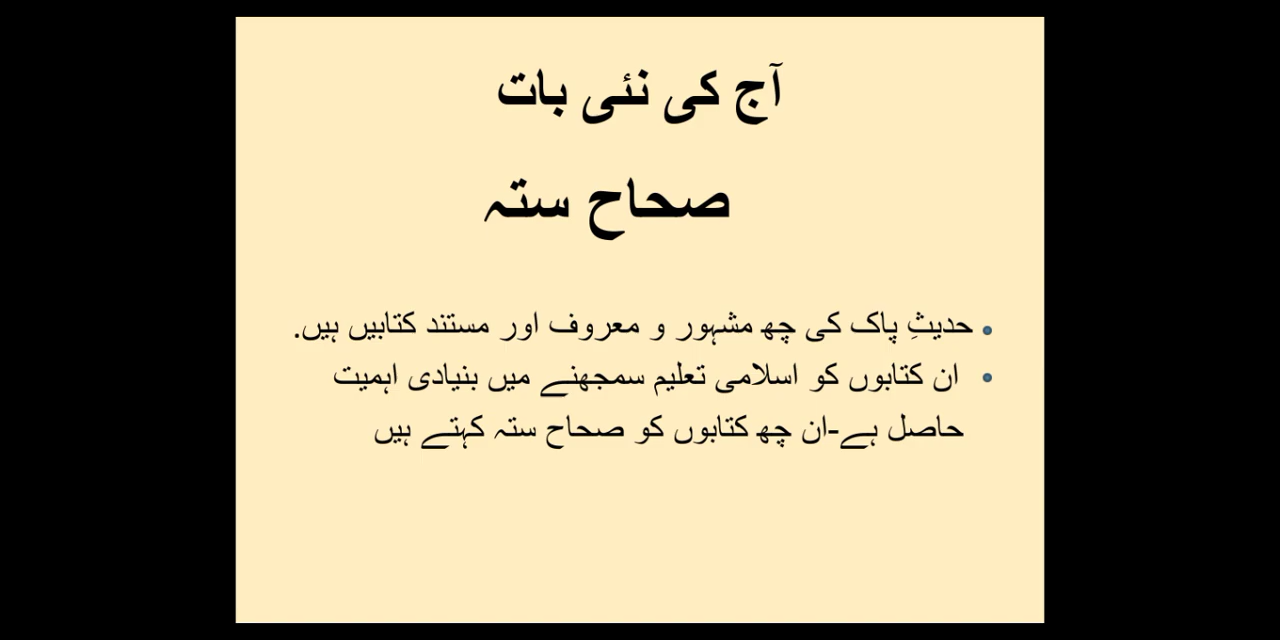 آج کی نئی بات
صحاح ستہ
• حدیثِ پاک کی چھ مشہور و معروف اور مستند کتابیں ہیں.
• ان کتابوں کو اسلامی تعلیم سمجھنے میں بنیادی اہمیت
حاصل ہے-ان چھ کتابوں کو صحاح ستہ کہتے ہیں